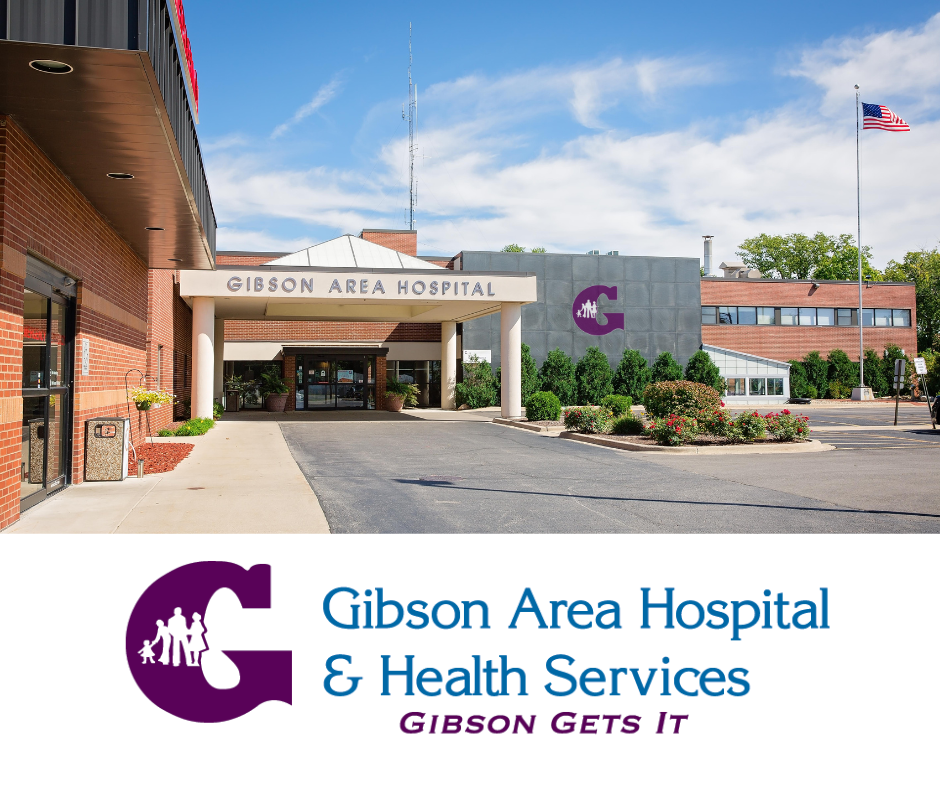 GIBSON AREA HOSPITAL
G
G
Gibson Area Hospital
& Health Services
GIBSON GETS IT